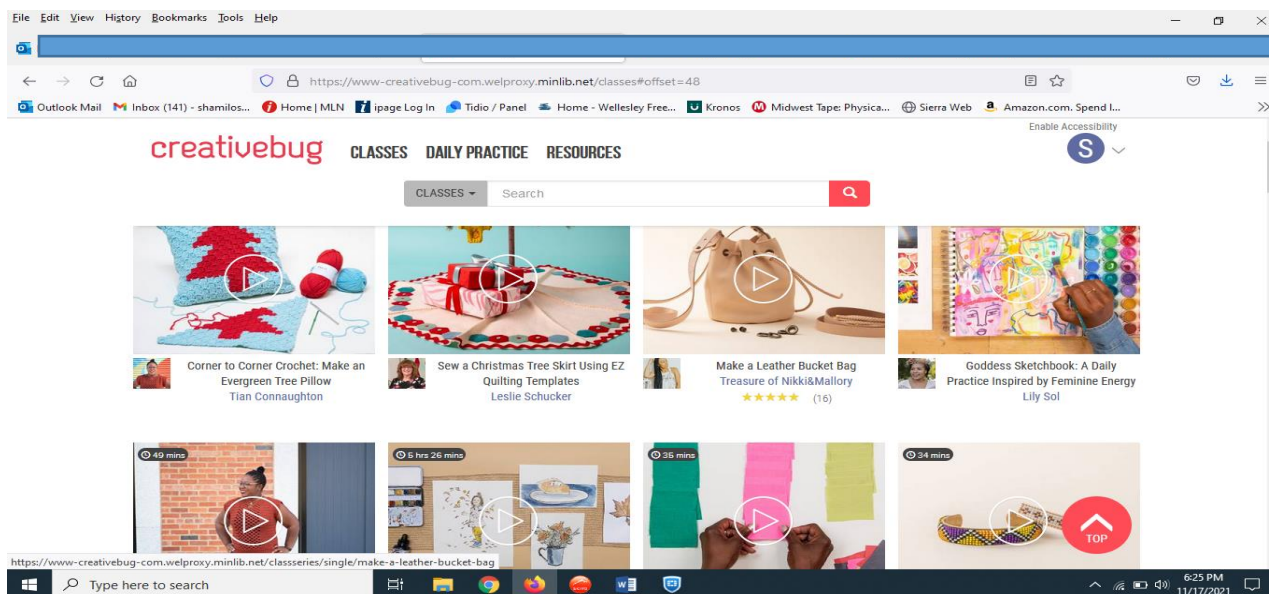 File Edit View History Bookmarks Tools Help
https://www-creativebug-com.welproxy.minlib.net/classes#offset=48
Outlook Mail Inbox (141) - shamilos... Home | MLN ipage Log In Tidio / Panel Home - Wellesley Free... Kronos Midwest Tape: Physica... Sierra Web Amazon.com. Spend l...
Enable Accessibility
creativebug CLASSES DAILY PRACTICE RESOURCES S
CLASSES Search
Corner to Corner Crochet: Make an
Evergreen Tree Pillow
Tian Connaughton
Sew a Christmas Tree Skirt Using EZ
Quilting Templates
Leslie Schucker
Make a Leather Bucket Bag
Treasure of Nikki&Mallory
(16)
Goddess Sketchbook: A Daily
Practice Inspired by Feminine Energy
Lily Sol
49 mins
5 hrs 26 mins
35 mins
34 mins
TOP
https://www-creativebug-com.welproxy.minlib.net/classseries/single/make-a-leather-bucket-bag
Type here to search
6:25 PM
11/17/2021